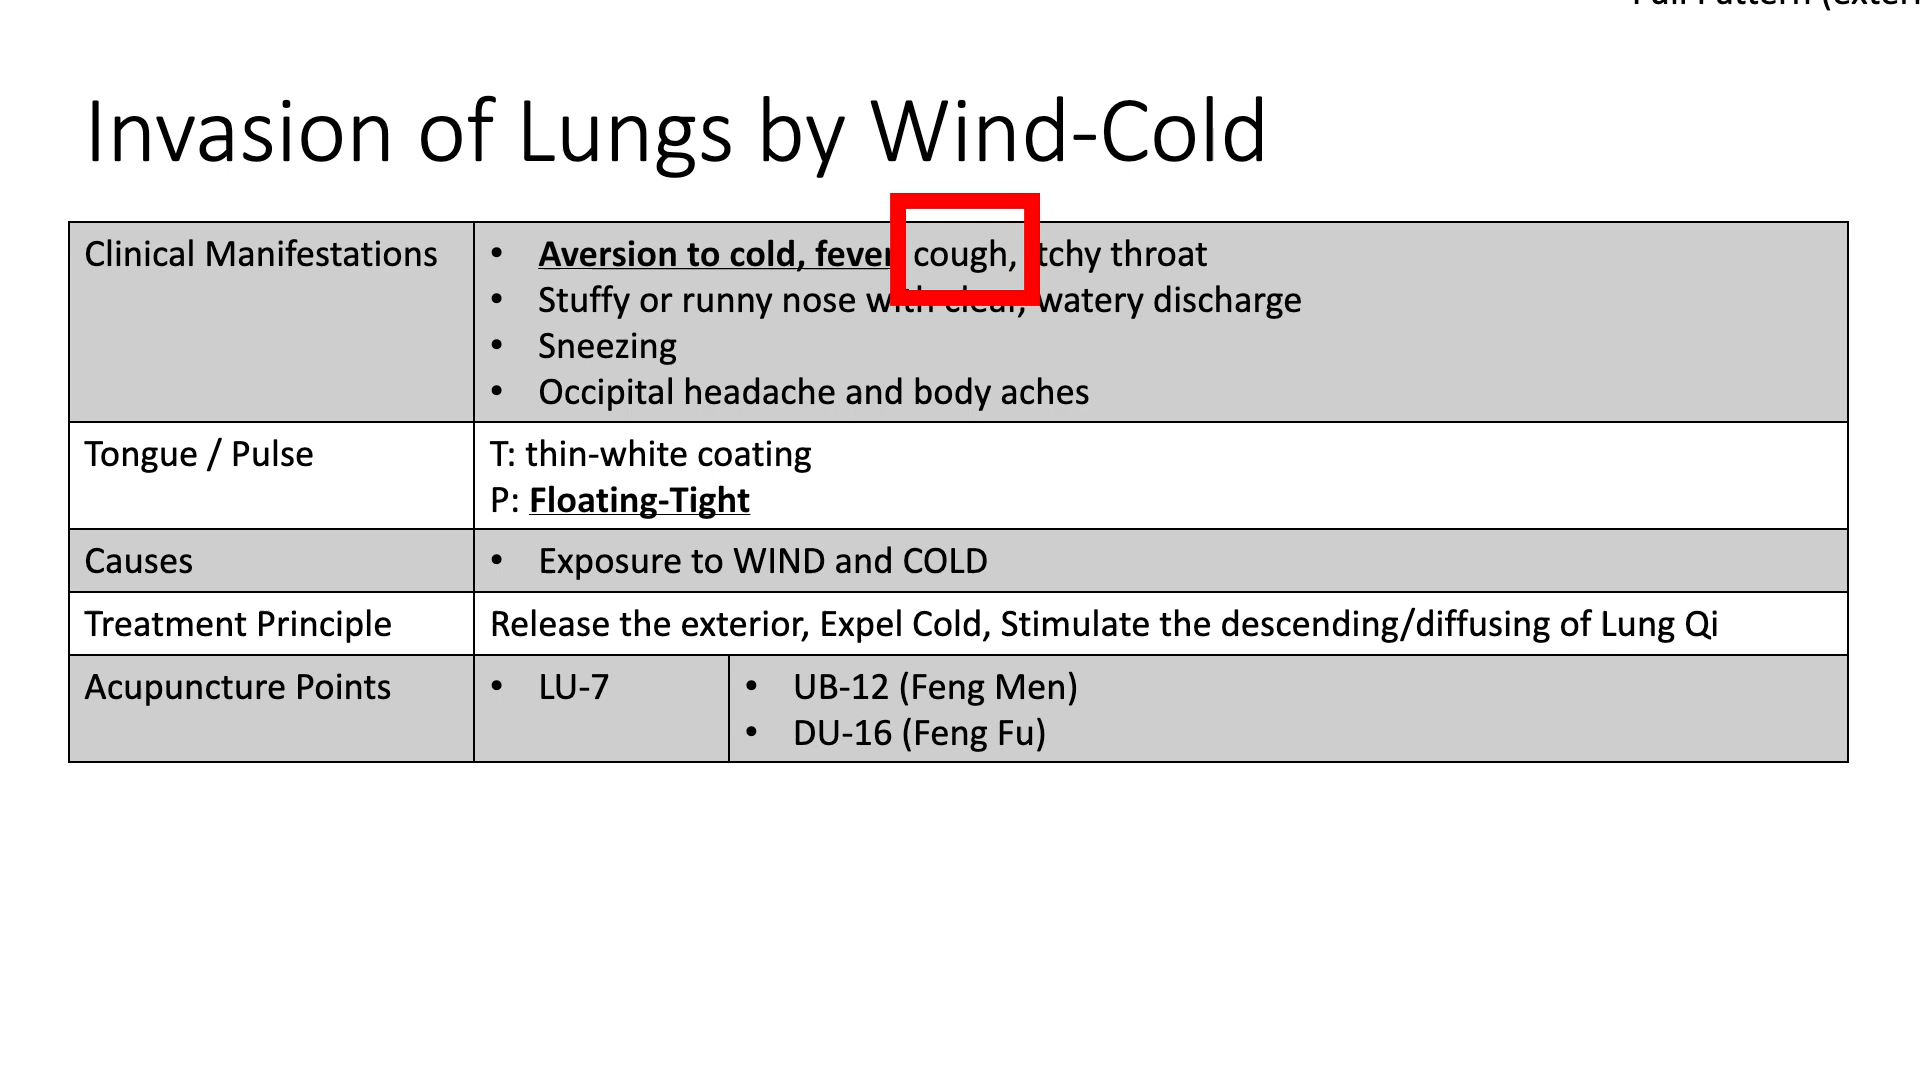 Invasion of Lungs by Wind-Cold
Clinical Manifestations
• Aversion to cold, fever cough, itchy throat
• Stuffy or runny nose with clear, watery discharge
• Sneezing
• Occipital headache and body aches
Tongue / Pulse
T: thin-white coating
P: Floating-Tight
Causes
• Exposure to WIND and COLD
Treatment Principle
Release the exterior, Expel Cold, Stimulate the descending/diffusing of Lung Qi
Acupuncture Points
• LU-7
• UB-12 (Feng Men)
• DU-16 (Feng Fu)